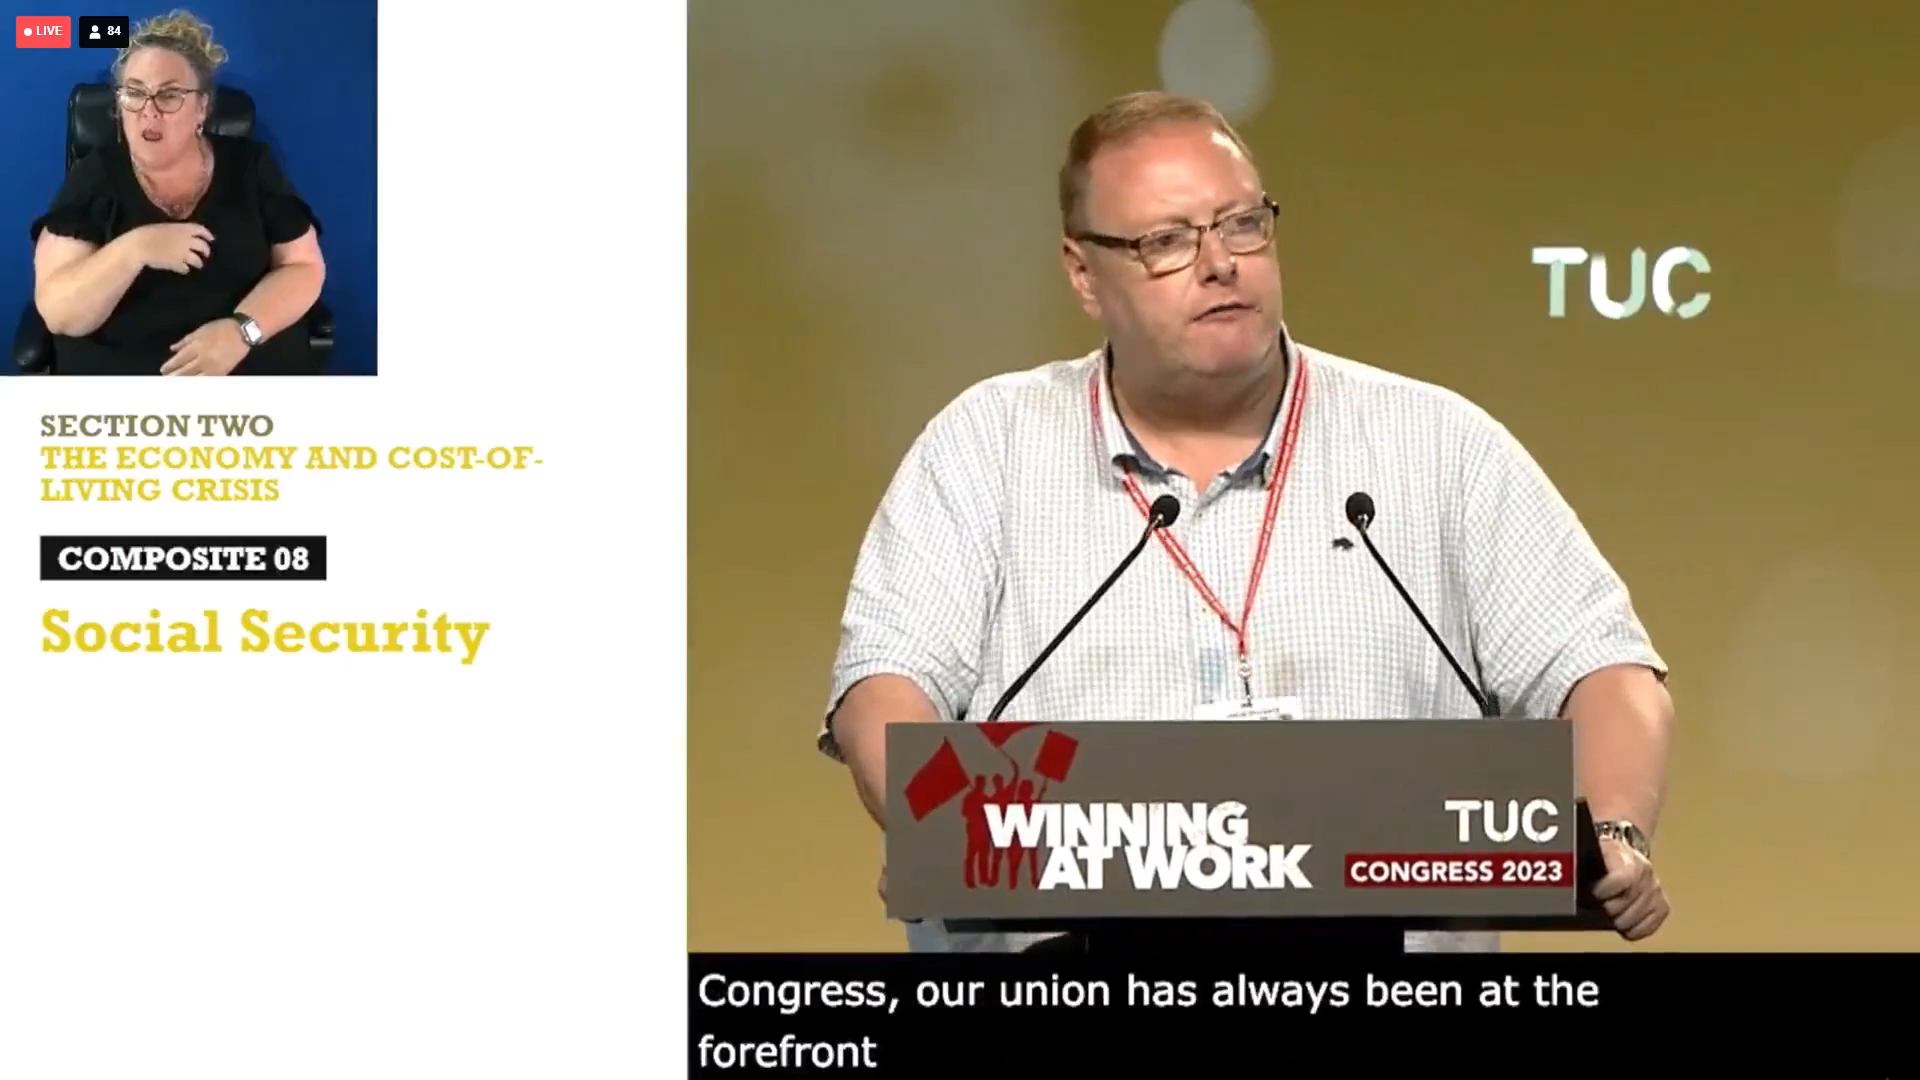 LIVE
84
SECTION TWO
THE ECONOMY AND COST-OF-
LIVING CRISIS
COMPOSITE 08
Social Security
TUC
WINNING
AT WORK
TUC
CONGRESS 2023
Congress, our union has always been at the
forefront